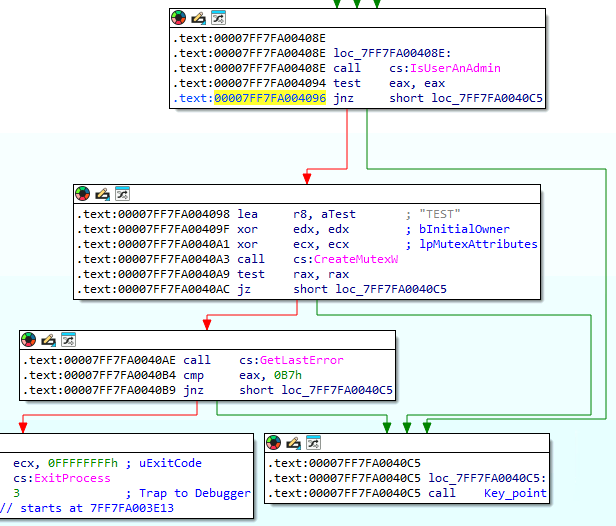 .text:00007FF7FA00408E
.text:00007FF7FA00408E loc_7FF7FA00408E:
.text:00007FF7FA00408E call cs:IsUserAnAdmin
.text:00007FF7FA004094 test eax, eax
.text:00007FF7FA004096 jnz short loc_7FF7FA0040C5
.text:00007FF7FA004098 lea r8, aTest ; "TEST"
.text:00007FF7FA00409F xor edx, edx ; bInitialOwner
.text:00007FF7FA0040A1 xor ecx, ecx ; lpMutexAttributes
.text:00007FF7FA0040A3 call cs:CreateMutexW
.text:00007FF7FA0040A9 test rax, rax
.text:00007FF7FA0040AC jz short loc_7FF7FA0040C5
.text:00007FF7FA0040AE call cs:GetLastError
.text:00007FF7FA0040B4 cmp eax, 0B7h
.text:00007FF7FA0040B9 jnz short loc_7FF7FA0040C5
ecx, 0FFFFFFFFh ; uExitCode
cs:ExitProcess
3 ; Trap to Debugger
// starts at 7FF7FA003E13
.text:00007FF7FA0040C5
.text:00007FF7FA0040C5 loc_7FF7FA0040C5:
.text:00007FF7FA0040C5 call Key_point